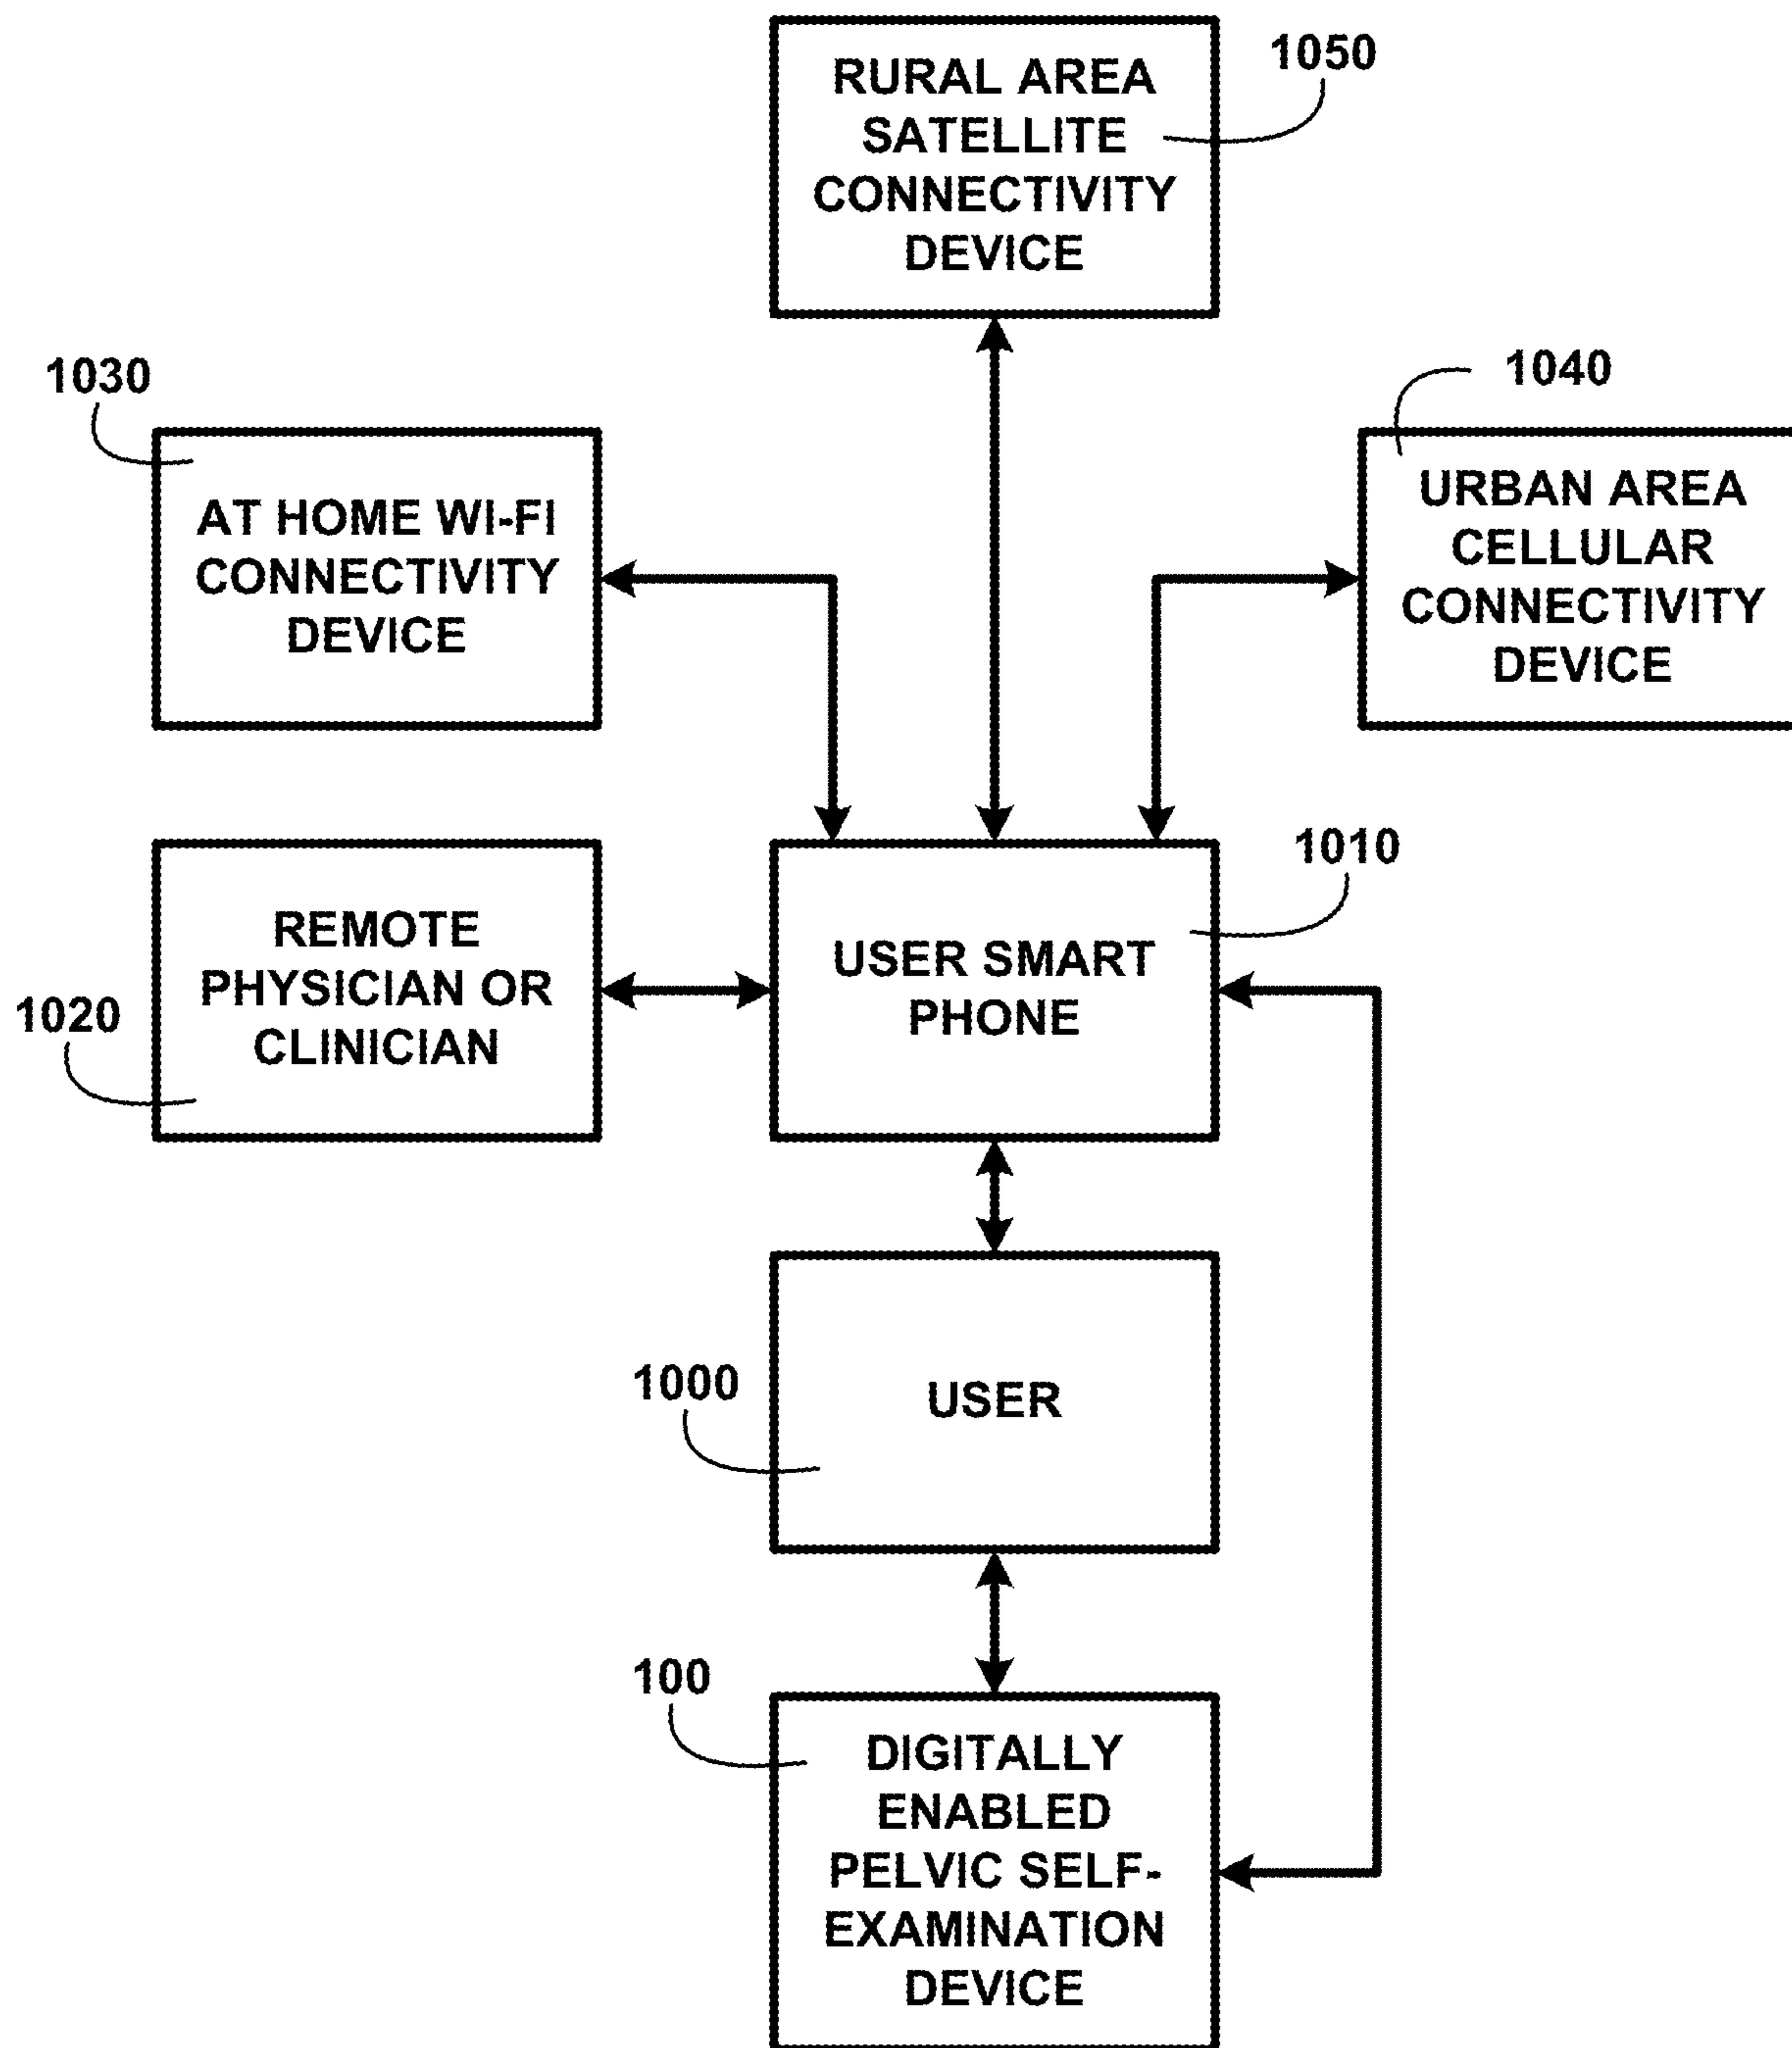 1050
RURAL AREA
SATELLITE
CONNECTIVITY
DEVICE
1030
AT HOME WI-FI
CONNECTIVITY
DEVICE
1040
URBAN AREA
CELLULAR
CONNECTIVITY
DEVICE
1020
REMOTE
PHYSICIAN OR
CLINICIAN
1010
USER SMART
PHONE
1000
USER
100
DIGITALLY
ENABLED
PELVIC SELF-
EXAMINATION
DEVICE